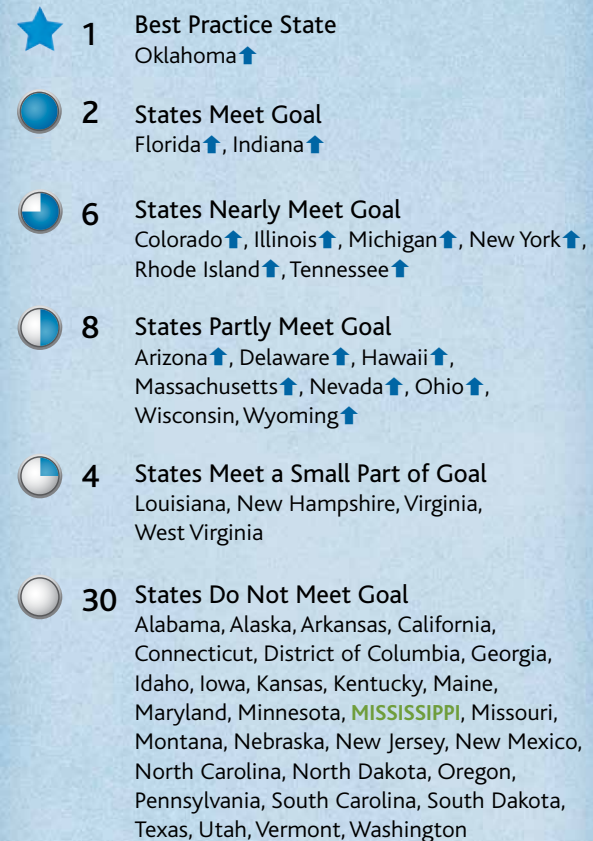 1 Best Practice State
Oklahoma⬆
2 States Meet Goal
Florida⬆, Indiana⬆
6 States Nearly Meet Goal
Colorado⬆, Illinois⬆, Michigan⬆, New York⬆,
Rhode Island⬆, Tennessee⬆
8 States Partly Meet Goal
Arizona⬆, Delaware⬆, Hawaii⬆,
Massachusetts⬆, Nevada⬆, Ohio⬆,
Wisconsin, Wyoming⬆
4 States Meet a Small Part of Goal
Louisiana, New Hampshire, Virginia,
West Virginia
30 States Do Not Meet Goal
Alabama, Alaska, Arkansas, California,
Connecticut, District of Columbia, Georgia,
Idaho, Iowa, Kansas, Kentucky, Maine,
Maryland, Minnesota, MISSISSIPPI, Missouri,
Montana, Nebraska, New Jersey, New Mexico,
North Carolina, North Dakota, Oregon,
Pennsylvania, South Carolina, South Dakota,
Texas, Utah, Vermont, Washington